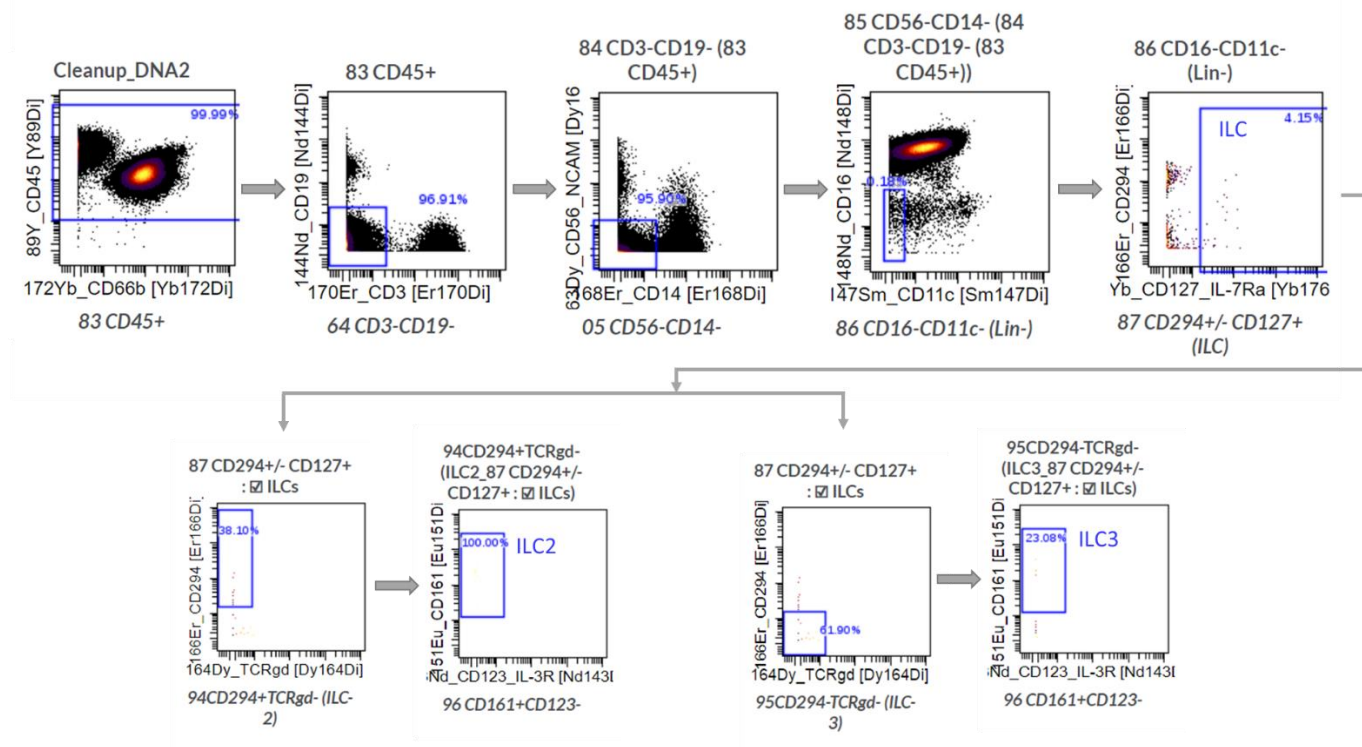 Cleanup_DNA2
99.99%
89Y_CD45 [Y89Di]
172Yb_CD66b [Yb172Di]
83 CD45+
83 CD45+
96.91%
144Nd_CD19 [Nd144Di]
170Er_CD3 [Er170Di]
64 CD3-CD19-
84 CD3-CD19- (83
CD45+)
95.90%
63Dy_CD56_NCAM [Dy16
168Er_CD14 [Er168Di]
05 CD56-CD14-
85 CD56-CD14- (84
CD3-CD19- (83
CD45+))
0.18%
148Nd_CD16 [Nd148Di]
147Sm_CD11c [Sm147Di]
86 CD16-CD11c- (Lin-)
86 CD16-CD11c-
(Lin-)
ILC
4.15%
166Er_CD294 [Er166Di]
Yb_CD127_IL-7Ra [Yb176
87 CD294+/- CD127+
(ILC)
87 CD294+/- CD127+
: ☑ ILCs
38.10%
166Er_CD294 [Er166Di]
164Dy_TCRgd [Dy164Di]
94CD294+TCRgd- (ILC-
2)
94CD294+TCRgd-
(ILC2_87 CD294+/-
CD127+ : ☑ ILCs)
100.00%
ILC2
151Eu_CD161 [Eu151Di
Nd_CD123_IL-3R [Nd143
96 CD161+CD123-
87 CD294+/- CD127+
: ☑ ILCs
61.90%
166Er_CD294 [Er166Di]
164Dy_TCRgd [Dy164Di]
95CD294-TCRgd- (ILC-
3)
95CD294-TCRgd-
(ILC3_87 CD294+/-
CD127+ : ☑ ILCs)
23.08%
ILC3
151Eu_CD161 [Eu151Di
Nd_CD123_IL-3R [Nd143
96 CD161+CD123-